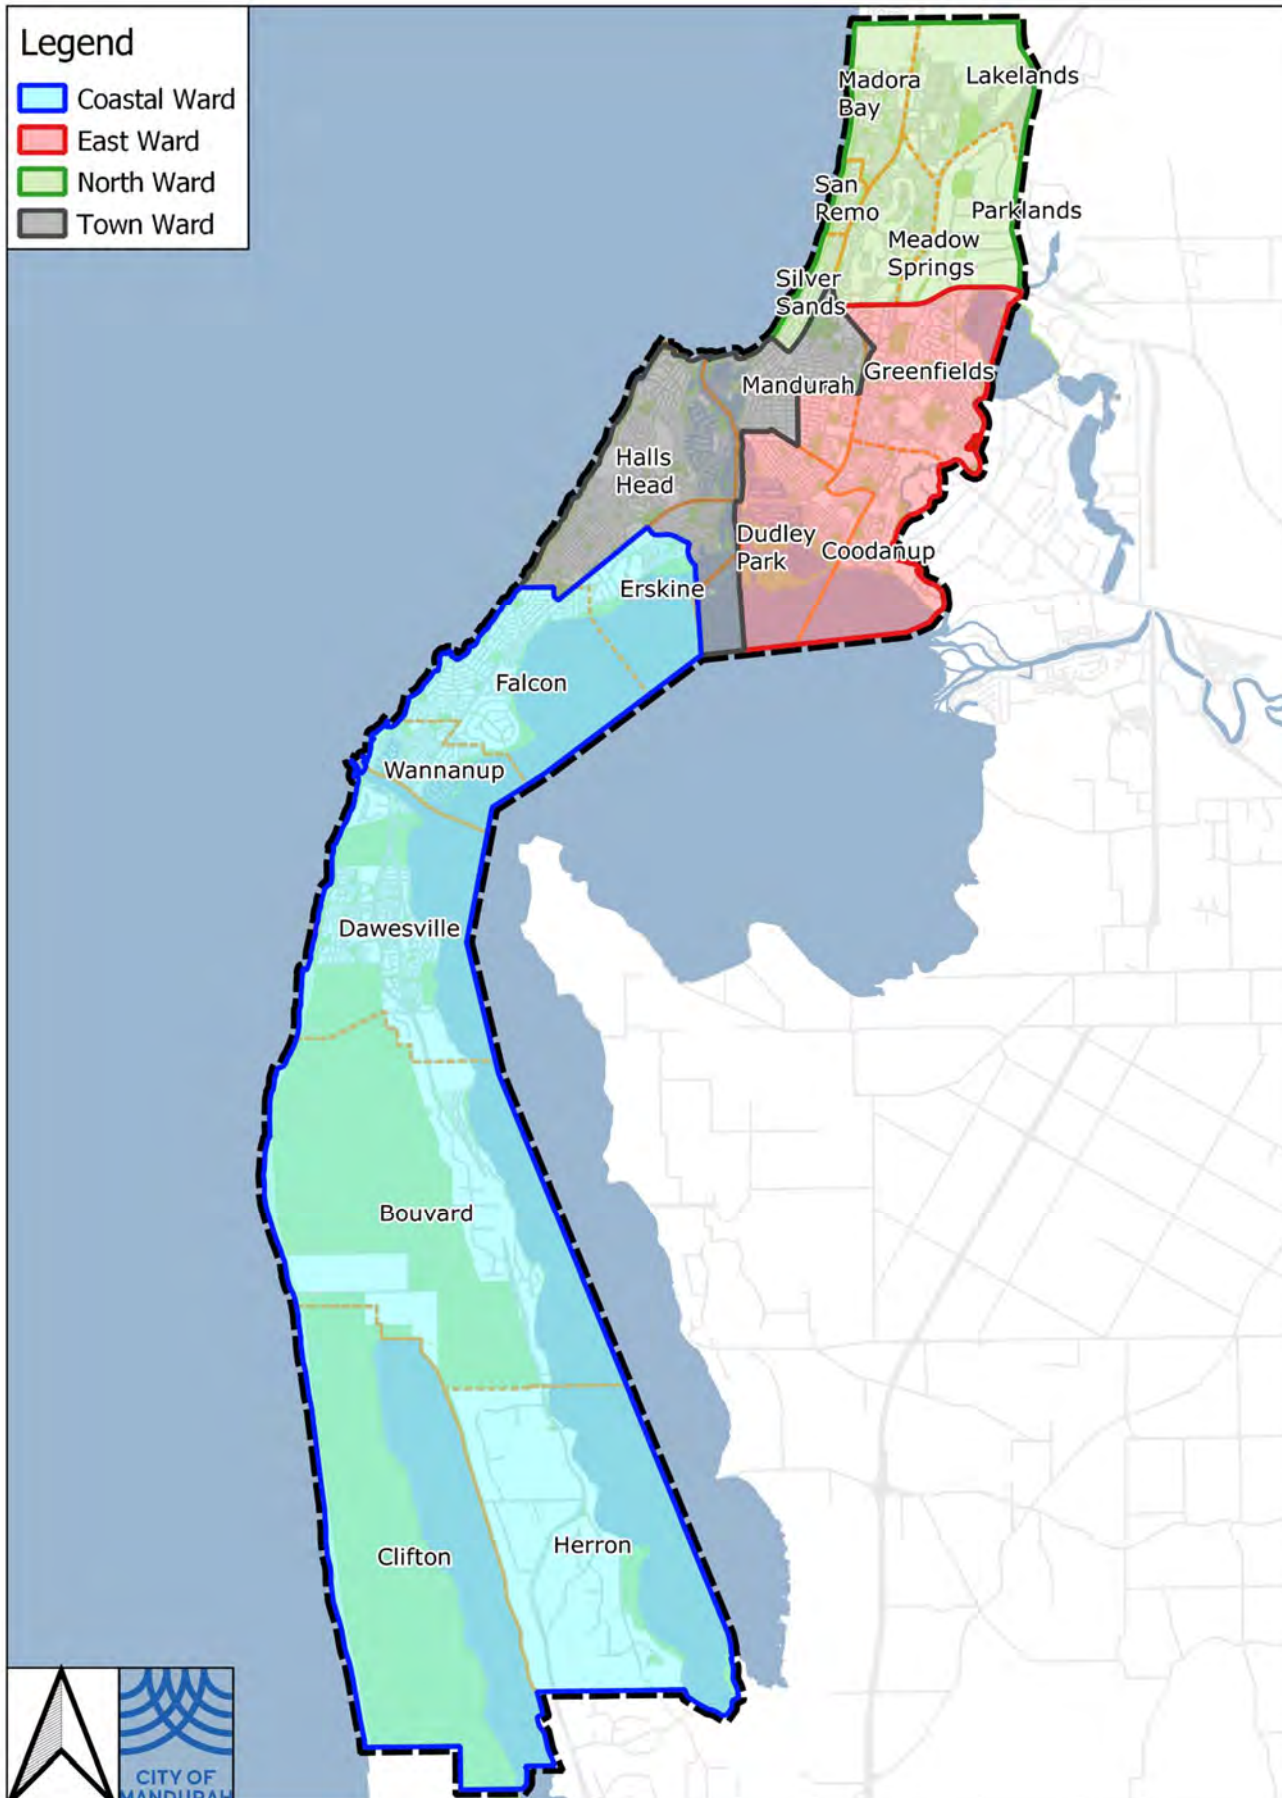 Legend
Coastal Ward
East Ward
North Ward
Town Ward
Madora
Bay
Lakelands
San
Remo
Parklands
Meadow
Springs
Silver
Sands
Mandurah
Greenfields
Halls
Head
Dudley
Park
Coodanup
Erskine
Falcon
Wannanup
Dawesville
Bouvard
Clifton
Herron
CITY OF
MANDURAH